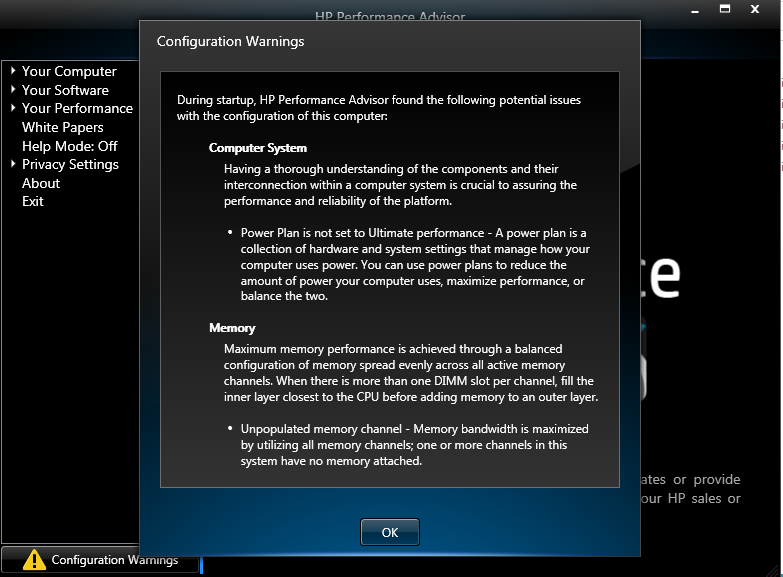 HP Performance Advisor
Configuration Warnings
Your Computer
Your Software
Your Performance
White Papers
Help Mode: Off
Privacy Settings
About
Exit
During startup, HP Performance Advisor found the following potential issues
with the configuration of this computer:
Computer System
Having a thorough understanding of the components and their
interconnection within a computer system is crucial to assuring the
performance and reliability of the platform.
• Power Plan is not set to Ultimate performance - A power plan is a
collection of hardware and system settings that manage how your
computer uses power. You can use power plans to reduce the
amount of power your computer uses, maximize performance, or
balance the two.
Memory
Maximum memory performance is achieved through a balanced
configuration of memory spread evenly across all active memory
channels. When there is more than one DIMM slot per channel, fill the
inner layer closest to the CPU before adding memory to an outer layer.
• Unpopulated memory channel - Memory bandwidth is maximized
by utilizing all memory channels; one or more channels in this
system have no memory attached.
ce
ates or provide
our HP sales or
OK
Configuration Warnings